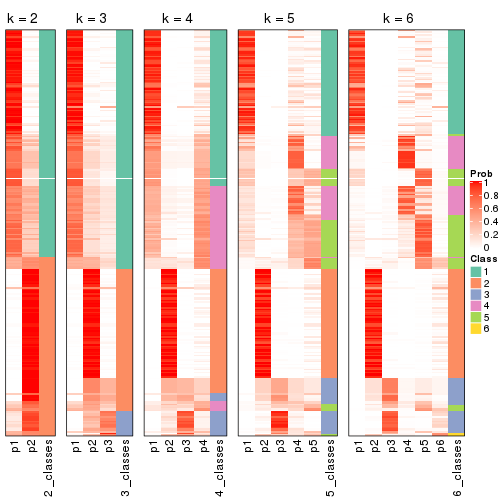 k = 2
k = 3
k = 4
k = 5
k = 6
p1
p2
2_classes
p1
p2
p3
3_classes
p1
p2
p3
p4
4_classes
p1
p2
p3
p4
p5
5_classes
p1
p2
p3
p4
p5
p6
6_classes
Prob
1
0.8
0.6
0.4
0.2
0
Class
1
2
3
4
5
6